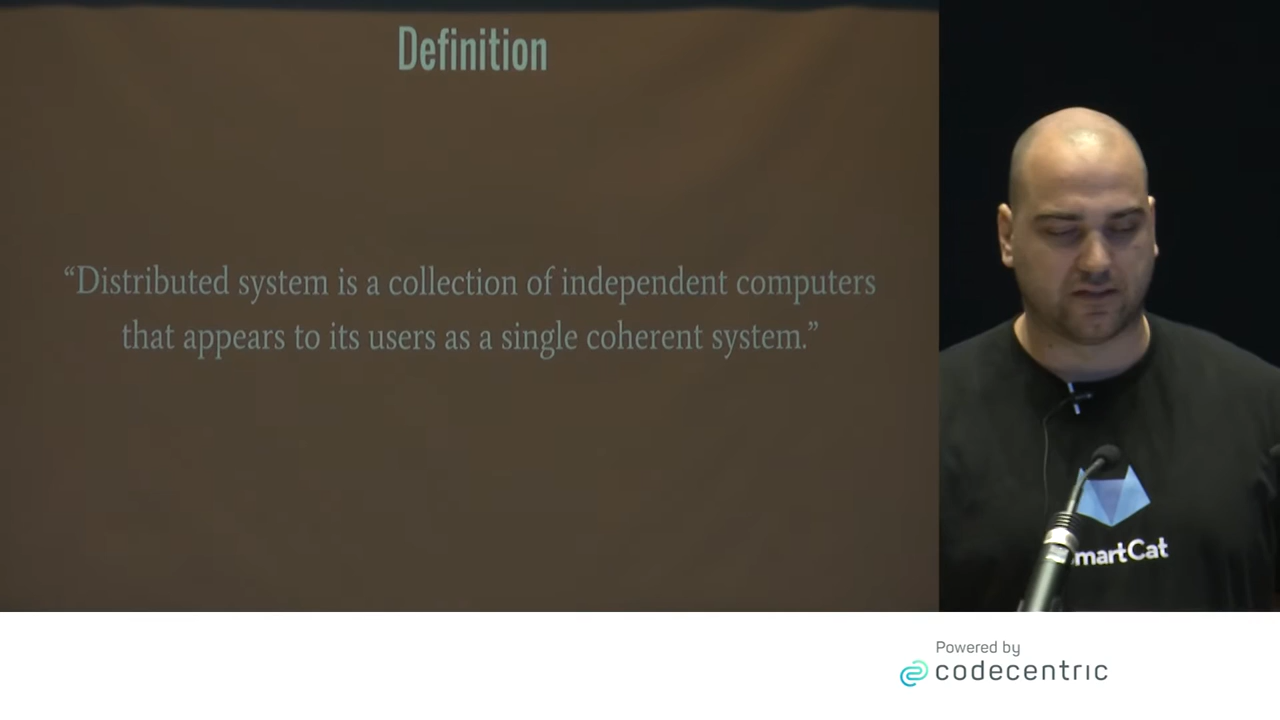 Definition
“Distributed system is a collection of independent computers
that appears to its users as a single coherent system.”
martCat
Powered by
codecentric